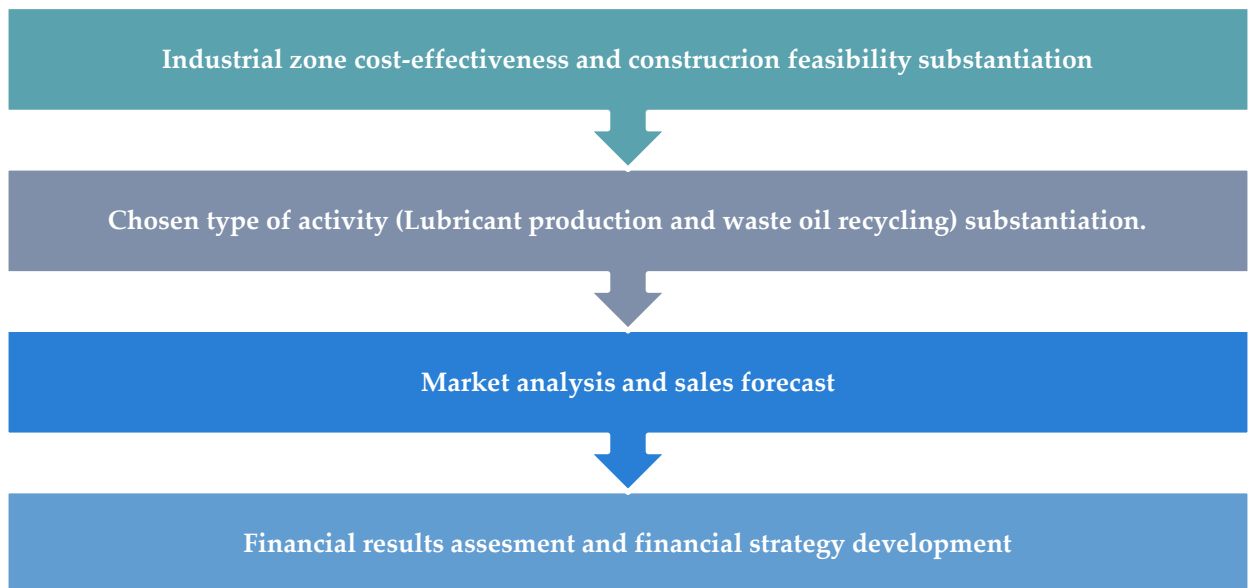 Industrial zone cost-effectiveness and construcrion feasibility substantiation
Chosen type of activity (Lubricant production and waste oil recycling) substantiation.
Market analysis and sales forecast
Financial results assesment and financial strategy development